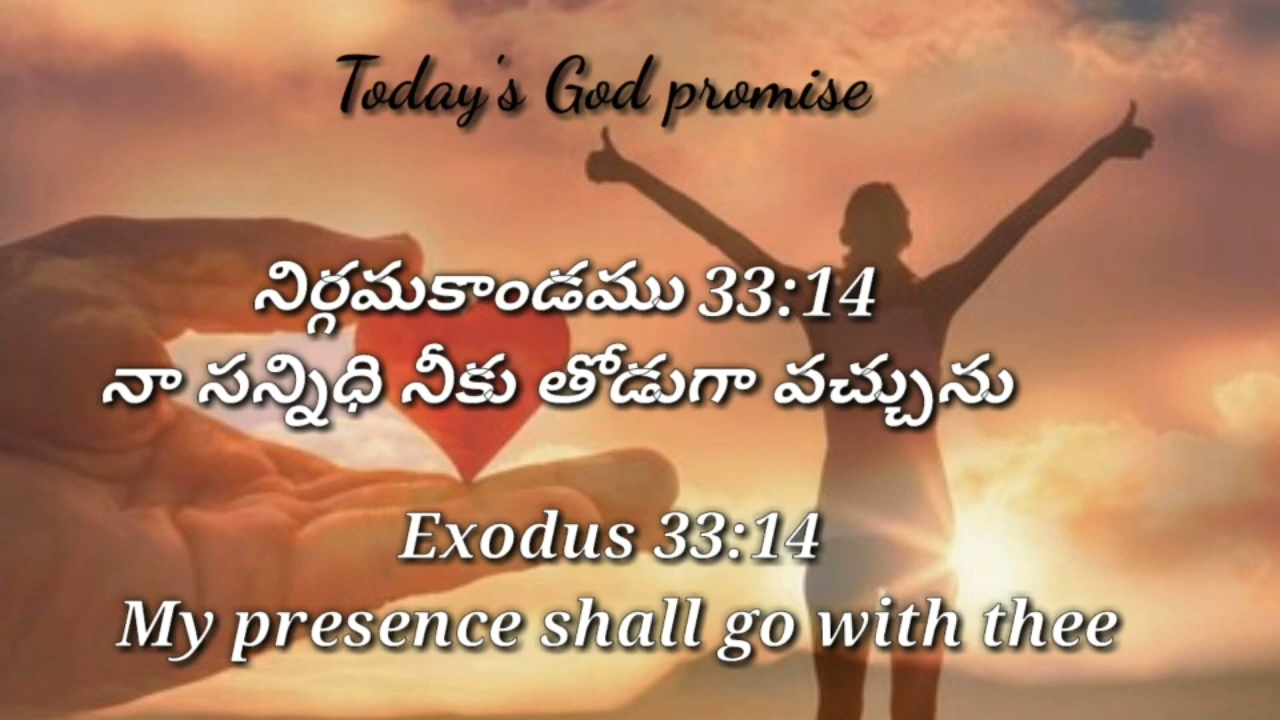 Today's God promise
నిర్గమకాండము 33:14
నా సన్నిధి నీకు తోడుగా వచ్చును
Exodus 33:14
My presence shall go with thee